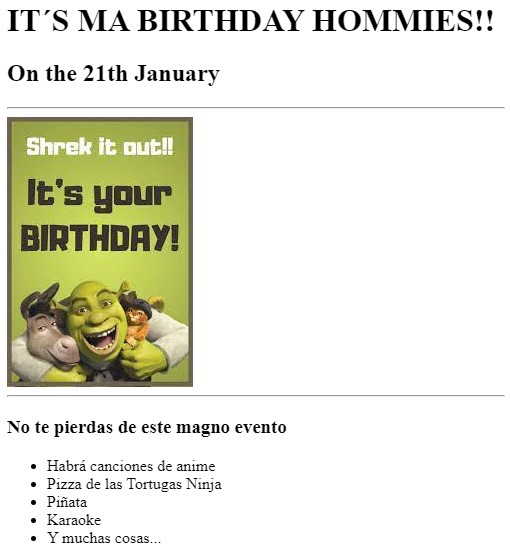 IT´S MA BIRTHDAY HOMMIES!!
On the 21th January
Shrek it out!!
It's your
BIRTHDAY!
No te pierdas de este magno evento
Habrá canciones de anime
Pizza de las Tortugas Ninja
Piñata
Karaoke
Y muchas cosas...